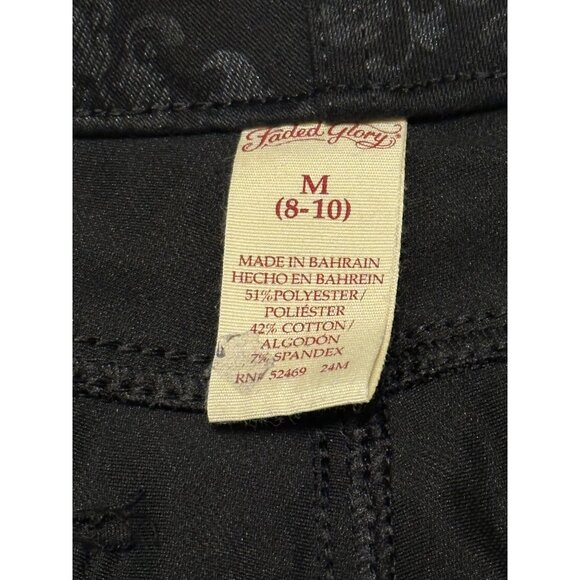 Faded Glory
M
(8-10)
MADE IN BAHRAIN
HECHO EN BAHREIN
51%POLYESTER/
POLIÉSTER
42% COTTON/
ALGODÓN
7% SPANDEX
RN# 52469 24M